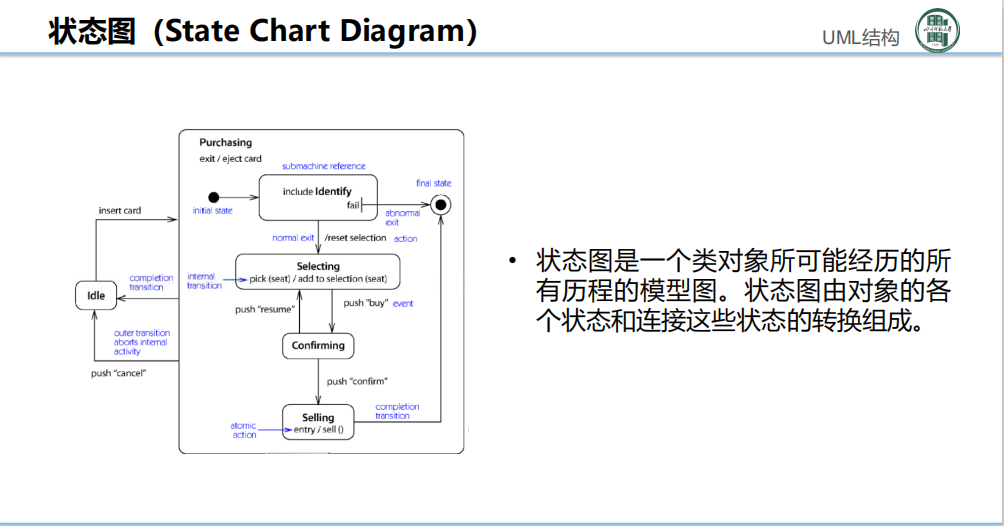 状态图（State Chart Diagram）
UML结构
Purchasing
exit / eject card
submachine reference
include Identify
fail
final state
initial state
abnormal
exit
insert card
normal exit
/reset selection
action
Selecting
pick (seat) / add to selection (seat)
internal
transition
completion
transition
Idle
push "resume"
push "buy"
event
outer transition
aborts internal
activity
Confirming
push "cancel"
push "confirm"
Selling
entry / sell ()
atomic
action
completion
transition
• 状态图是一个类对象所可能经历的所
有历程的模型图。状态图由对象的各
个状态和连接这些状态的转换组成。